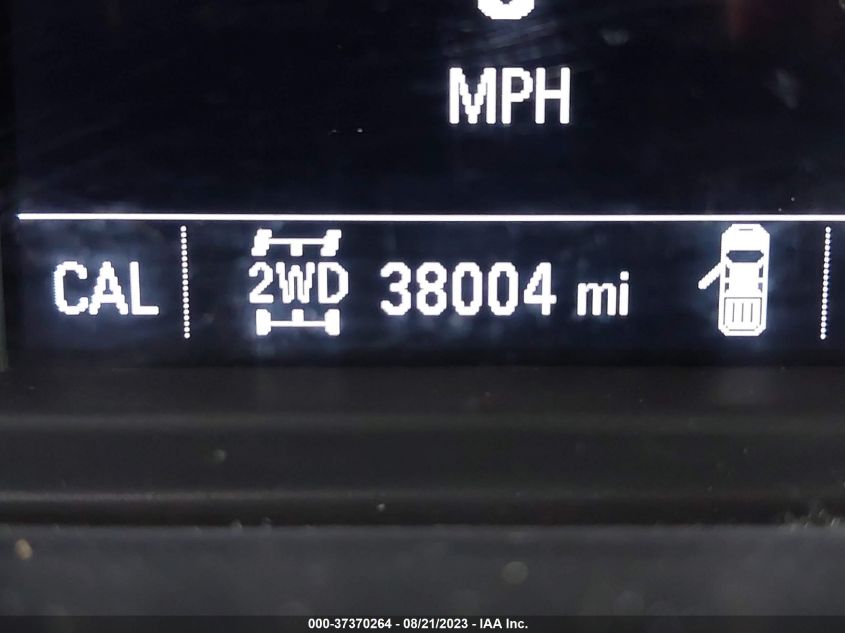 MPH
CAL 2WD 38004 mi
000-37370264 - 08/21/2023 - IAA Inc.